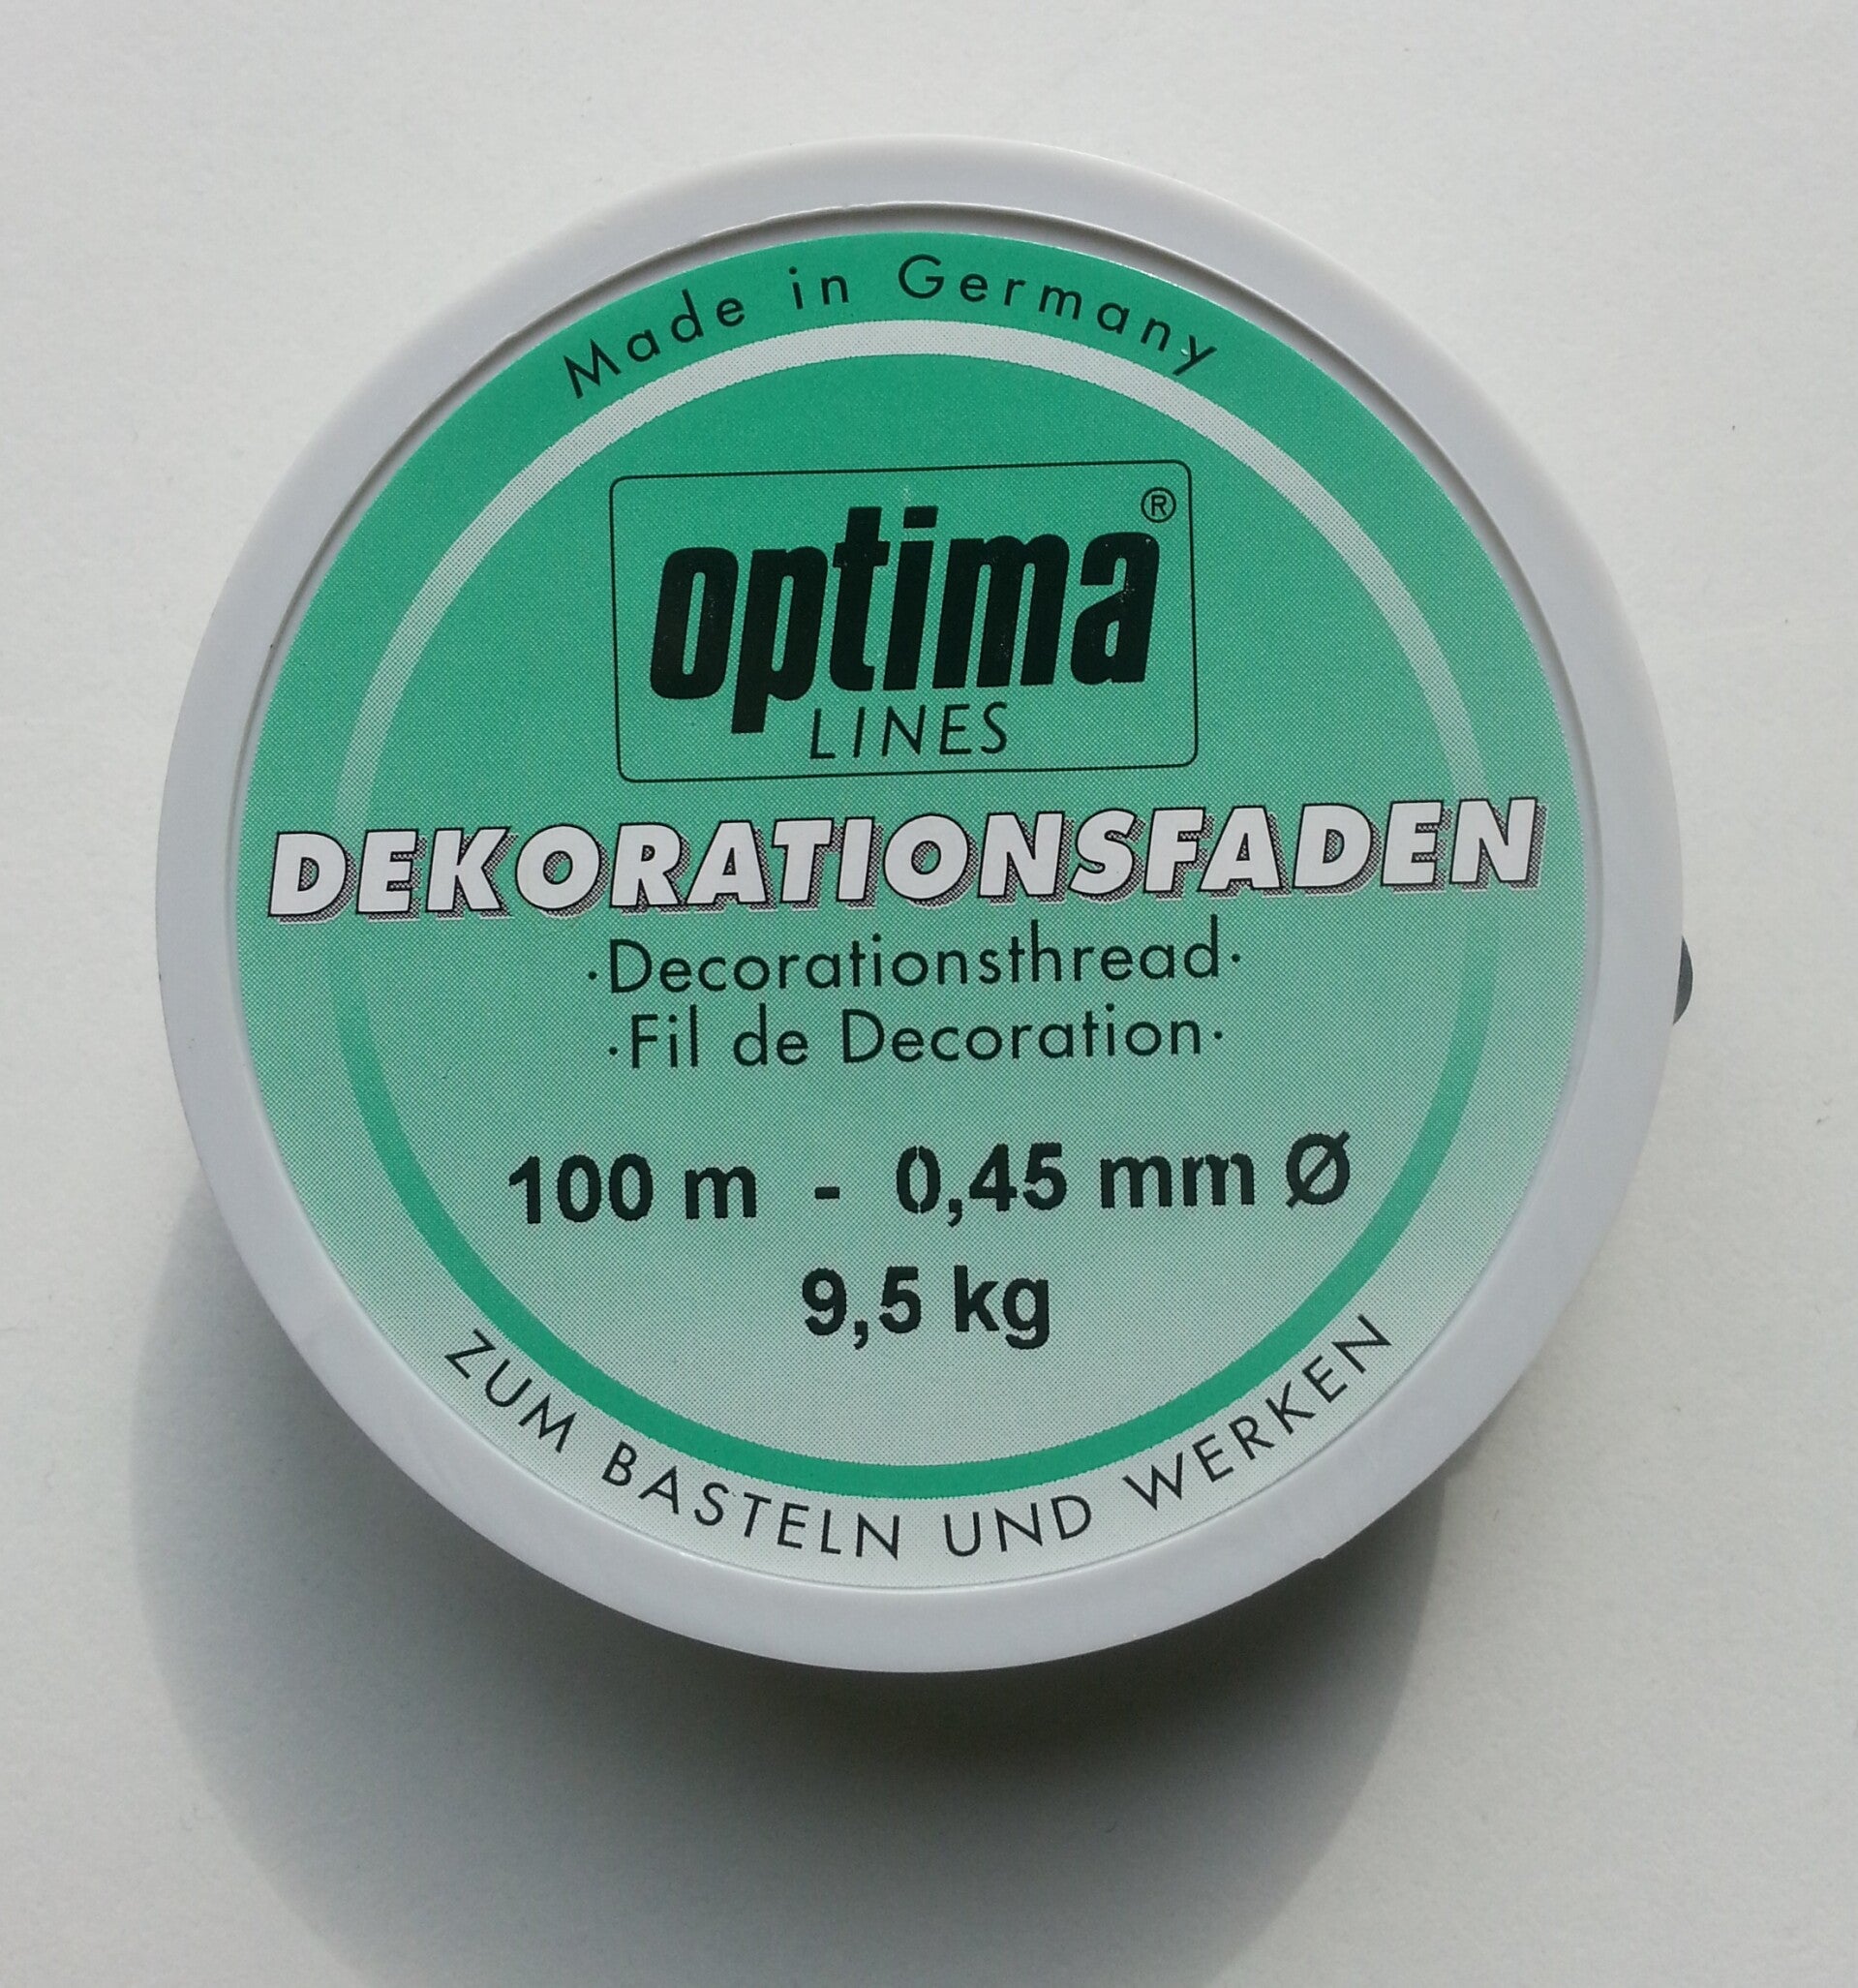 Made in Germany
optima®
LINES
DEKORATIONSFADEN
·Decorationsthread·
·Fil de Decoration·
100 m - 0,45 mm Ø
9,5 kg
ZUM BASTELN UND WERKEN